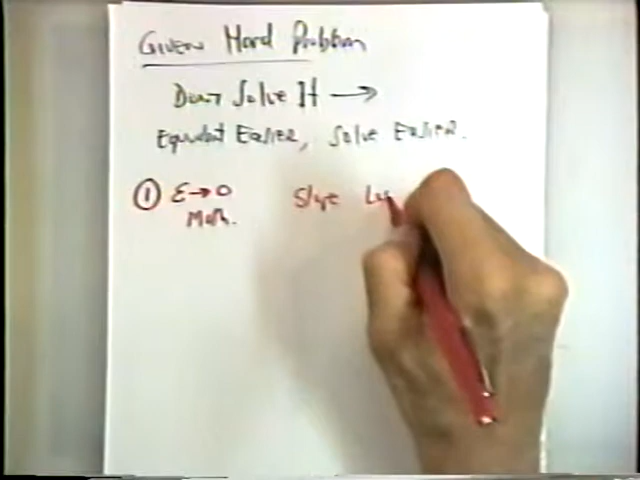 Given Hard Problem
Don't Solve It →
Equivalent Easier, Solve Easier.
① ε→0
Math.